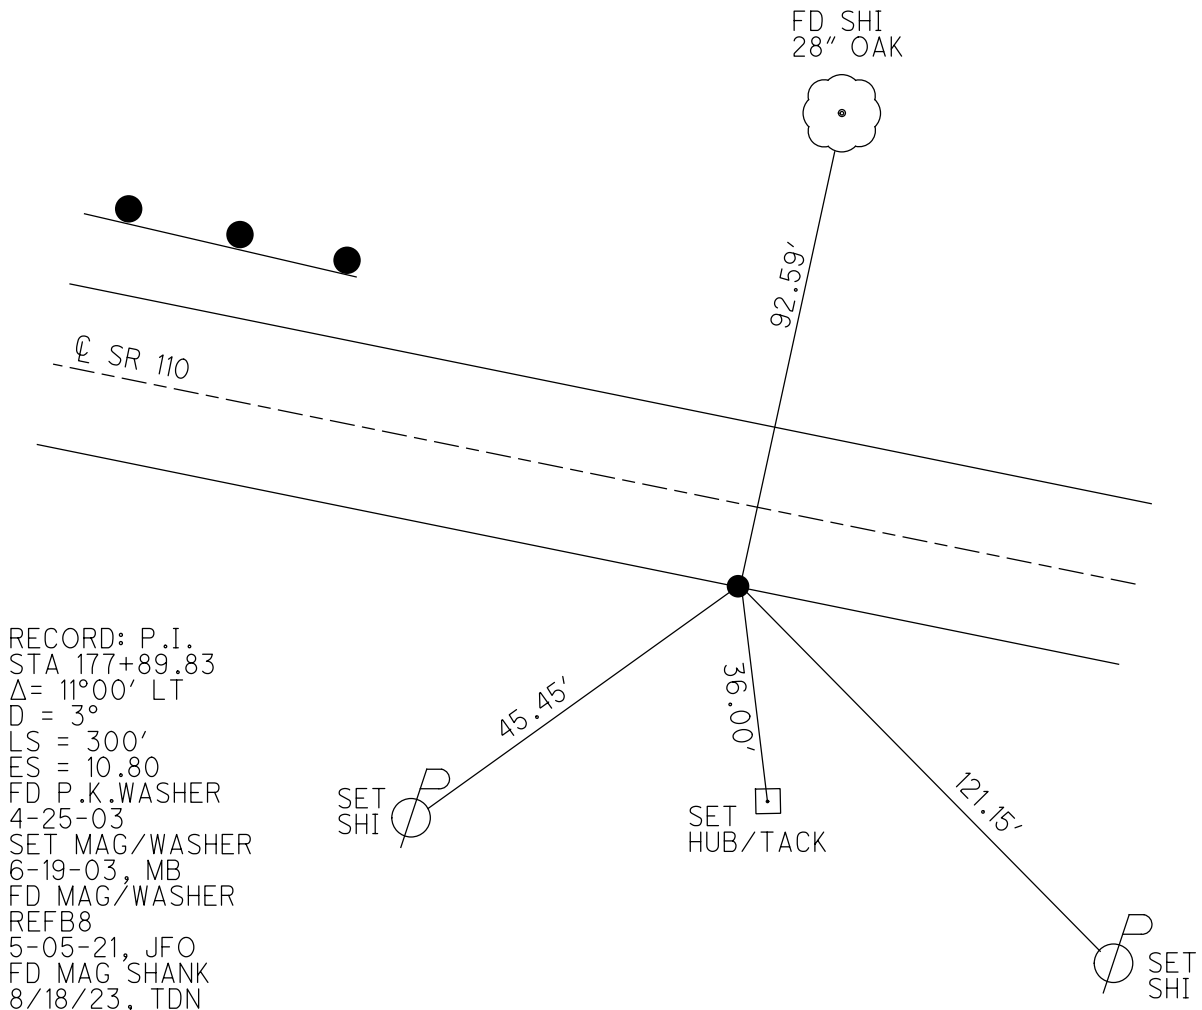 FD SHI
28" OAK
92.59'
℄ SR 110
45.45'
36.00'
121.15'
SET
SHI
SET
HUB/TACK
SET
SHI
RECORD: P.I.
STA 177+89.83
Δ= 11°00' LT
D = 3°
LS = 300'
ES = 10.80
FD P.K.WASHER
4-25-03
SET MAG/WASHER
6-19-03, MB
FD MAG/WASHER
REFB8
5-05-21, JFO
FD MAG SHANK
8/18/23, TDN